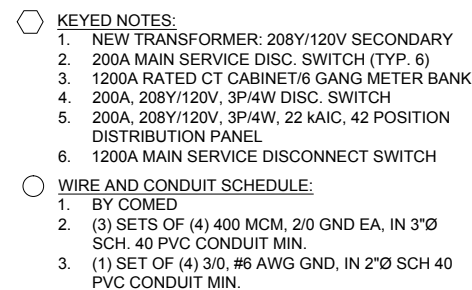 KEYED NOTES:
1. NEW TRANSFORMER: 208Y/120V SECONDARY
2. 200A MAIN SERVICE DISC. SWITCH (TYP. 6)
3. 1200A RATED CT CABINET/6 GANG METER BANK
4. 200A, 208Y/120V, 3P/4W DISC. SWITCH
5. 200A, 208Y/120V, 3P/4W, 22 kAIC, 42 POSITION
DISTRIBUTION PANEL
6. 1200A MAIN SERVICE DISCONNECT SWITCH
WIRE AND CONDUIT SCHEDULE:
1. BY COMED
2. (3) SETS OF (4) 400 MCM, 2/0 GND EA, IN 3"Ø
SCH. 40 PVC CONDUIT MIN.
3. (1) SET OF (4) 3/0, #6 AWG GND, IN 2"Ø SCH 40
PVC CONDUIT MIN.